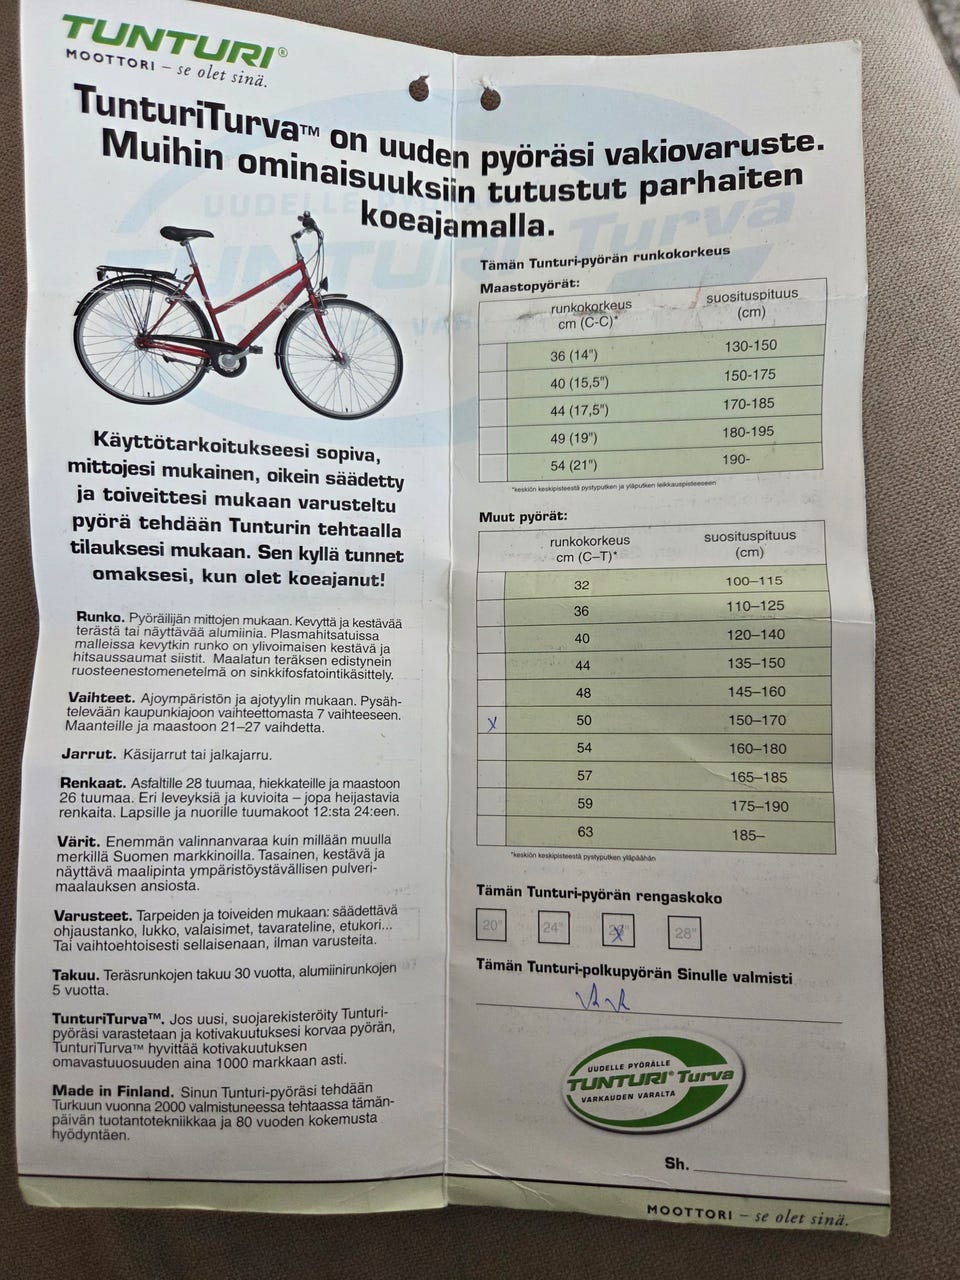 TUNTURI®
MOOTTORI – se olet sinä.
TunturiTurva™ on uuden pyöräsi vakiovaruste.
Muihin ominaisuuksiin tutustut parhaiten
koeajamalla.
Käyttötarkoitukseesi sopiva,
mittojesi mukainen, oikein säädetty
ja toiveittesi mukaan varusteltu
pyörä tehdään Tunturin tehtaalla
tilauksesi mukaan. Sen kyllä tunnet
omaksesi, kun olet koeajanut!
Runko. Pyöräilijän mittojen mukaan. Kevyttä ja kestävää
terästä tai näyttävää alumiinia. Plasmahitsatuissa
malleissa kevytkin runko on ylivoimaisen kestävä ja
hitsaussaumat siistit. Maalatun teräksen edistynein
ruosteenestomenetelmä on sinkkifosfatointikäsittely.
Vaihteet. Ajoympäristön ja ajotyylin mukaan. Pysäh-
televään kaupunkiajoon vaihteettomasta 7 vaihteeseen.
Maanteille ja maastoon 21–27 vaihdetta.
Jarrut. Käsijarrut tai jalkajarru.
Renkaat. Asfaltille 28 tuumaa, hiekkateille ja maastoon
26 tuumaa. Eri leveyksiä ja kuvioita – jopa heijastavia
renkaita. Lapsille ja nuorille tuumakoot 12:sta 24:een.
Värit. Enemmän valinnanvaraa kuin millään muulla
merkillä Suomen markkinoilla. Tasainen, kestävä ja
näyttävä maalipinta ympäristöystävällisen pulveri-
maalauksen ansiosta.
Varusteet. Tarpeiden ja toiveiden mukaan: säädettävä
ohjaustanko, lukko, valaisimet, tavarateline, etukori...
Tai vaihtoehtoisesti sellaisenaan, ilman varusteita.
Takuu. Teräsrunkojen takuu 30 vuotta, alumiinirunkojen
5 vuotta.
TunturiTurva™. Jos uusi, suojarekisteröity Tunturi-
pyöräsi varastetaan ja kotivakuutuksesi korvaa pyörän,
TunturiTurva™ hyvittää kotivakuutuksen
omavastuuosuuden aina 1000 markkaan asti.
Made in Finland. Sinun Tunturi-pyöräsi tehdään
Turkuun vuonna 2000 valmistuneessa tehtaassa tämän-
päivän tuotantotekniikkaa ja 80 vuoden kokemusta
hyödyntäen.
Tämän Tunturi-pyörän runkokorkeus
Maastopyörät:
runkokorkeus suosituspituus
cm (C-C)* (cm)
36 (14") 130-150
40 (15,5") 150-175
44 (17,5") 170-185
49 (19") 180-195
54 (21") 190-
*keskiön keskipisteestä pystyputken ja yläputken leikkauspisteeseen
Muut pyörät:
runkokorkeus suosituspituus
cm (C–T)* (cm)
32 100–115
36 110–125
40 120–140
44 135–150
48 145–160
x 50 150–170
54 160–180
57 165–185
59 175–190
63 185–
*keskiön keskipisteestä pystyputken yläpäähän
Tämän Tunturi-pyörän rengaskoko
20" 24" x 28"
Tämän Tunturi-polkupyörän Sinulle valmisti
UUDELLE PYÖRÄLLE
TUNTURI® Turva
VARKAUDEN VARALTA
Sh.
MOOTTORI – se olet sinä.